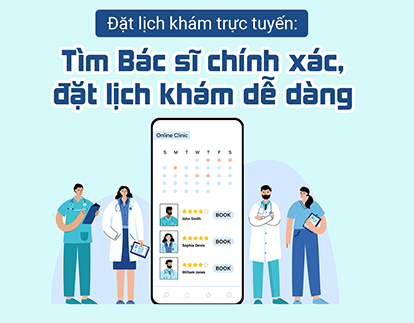 Đặt lịch khám trực tuyến:
Tìm Bác sĩ chính xác,
đặt lịch khám dễ dàng
Online Clinic
S M T W T F S
John Smith BOOK
Sophia Devis BOOK
William Jones BOOK